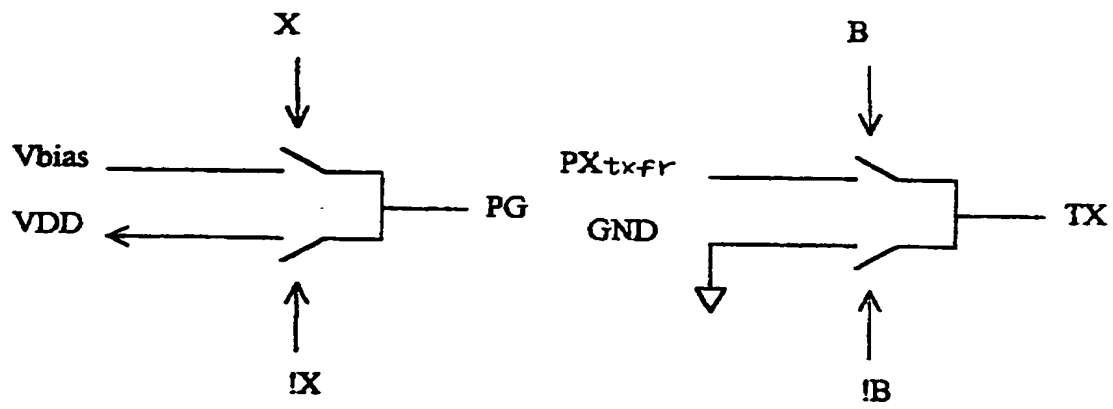 X
Vbias
VDD
PG
!X
B
PXtxfr
GND
TX
!B